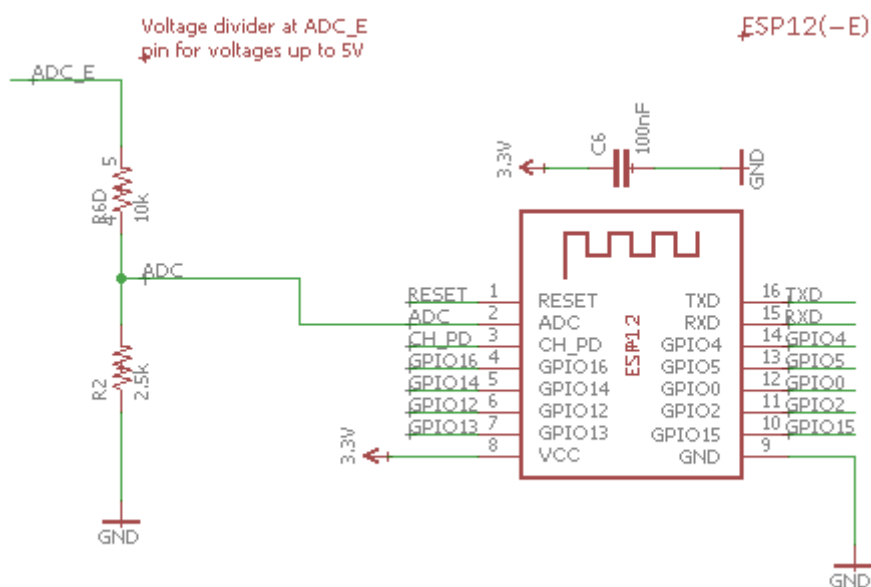 Voltage divider at ADC_E
pin for voltages up to 5V
ESP12(-E)
ADC_E
5
R6D
4
10k
ADC
R2
2.5k
GND
3.3V
C6
100nF
GND
RESET 1 RESET TXD 16 TXD
ADC 2 ADC RXD 15 RXD
CH_PD 3 CH_PD GPIO4 14 GPIO4
GPIO16 4 GPIO16 GPIO5 13 GPIO5
GPIO14 5 GPIO14 GPIO0 12 GPIO0
GPIO12 6 GPIO12 GPIO2 11 GPIO2
GPIO13 7 GPIO13 GPIO15 10 GPIO15
3.3V 8 VCC GND 9
ESP12
GND